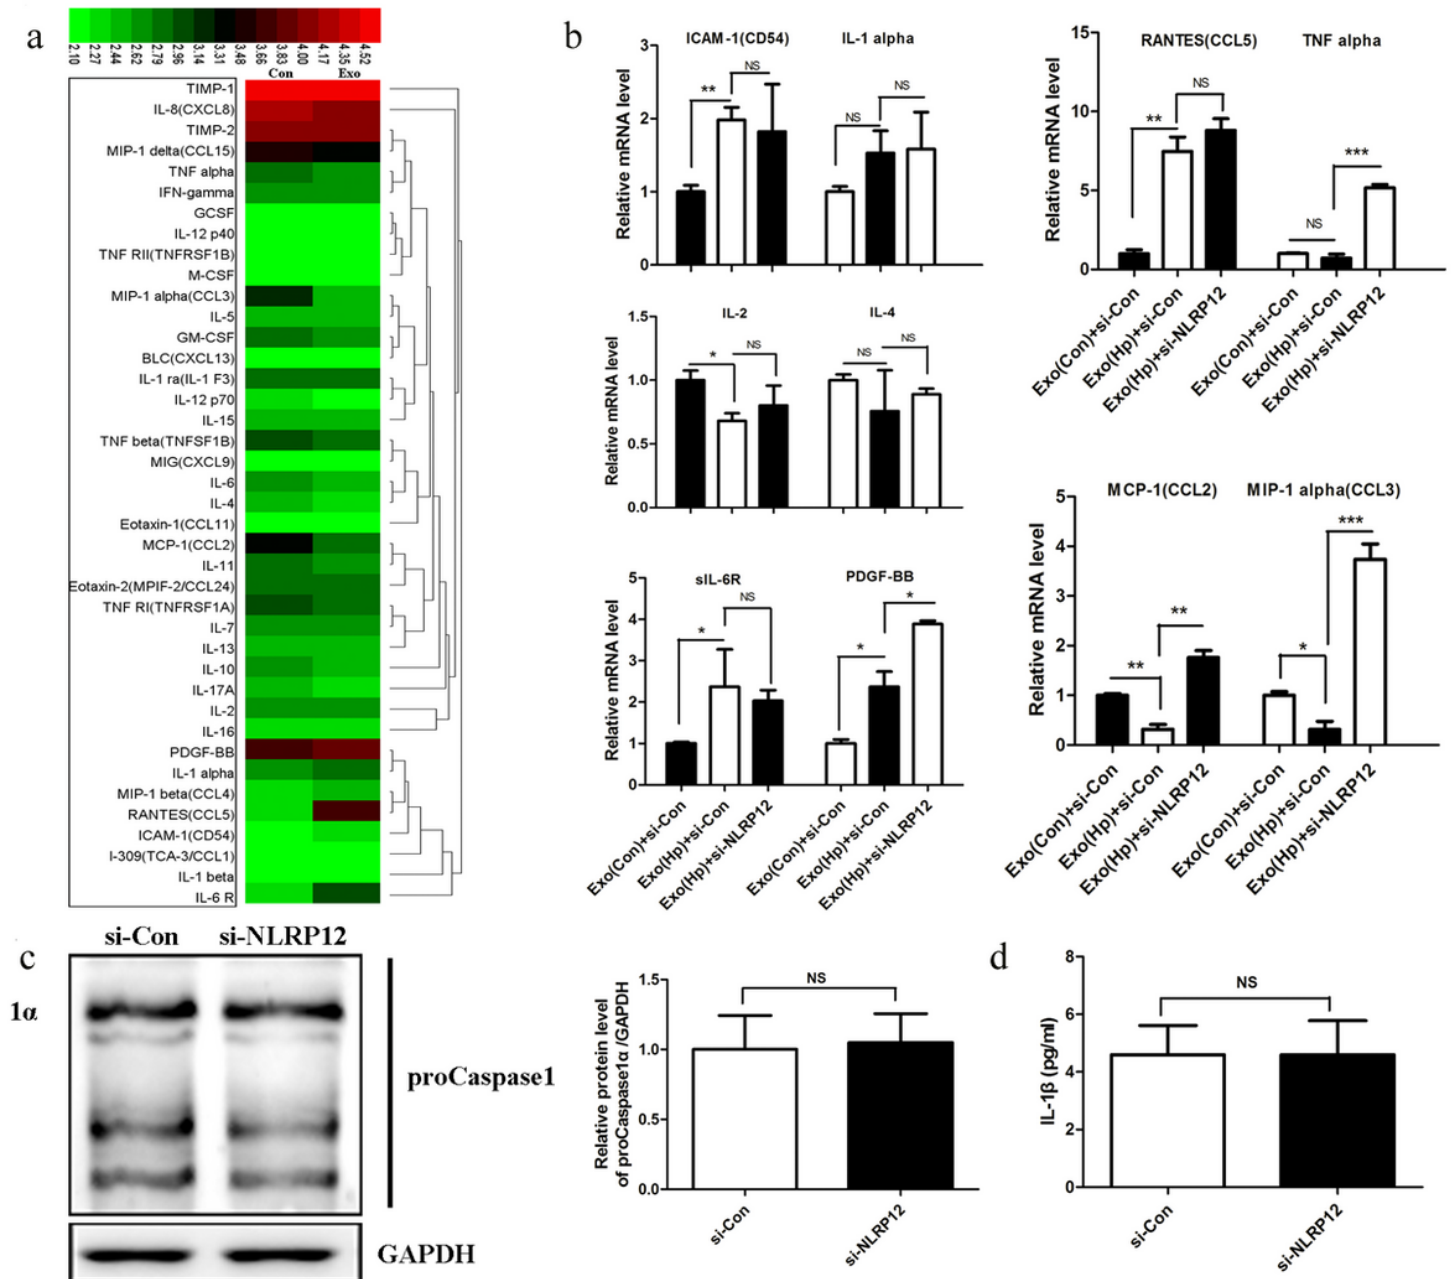 a
2.10 2.27 2.44 2.62 2.79 2.96 3.14 3.31 3.48 3.66 3.83 4.00 4.17 4.35 4.52
Con Exo
TIMP-1
IL-8(CXCL8)
TIMP-2
MIP-1 delta(CCL15)
TNF alpha
IFN-gamma
GCSF
IL-12 p40
TNF RII(TNFRSF1B)
M-CSF
MIP-1 alpha(CCL3)
IL-5
GM-CSF
BLC(CXCL13)
IL-1 ra(IL-1 F3)
IL-12 p70
IL-15
TNF beta(TNFSF1B)
MIG(CXCL9)
IL-6
IL-4
Eotaxin-1(CCL11)
MCP-1(CCL2)
IL-11
Eotaxin-2(MPIF-2/CCL24)
TNF RI(TNFRSF1A)
IL-7
IL-13
IL-10
IL-17A
IL-2
IL-16
PDGF-BB
IL-1 alpha
MIP-1 beta(CCL4)
RANTES(CCL5)
ICAM-1(CD54)
I-309(TCA-3/CCL1)
IL-1 beta
IL-6 R
b
Relative mRNA level
3
2
1
0
ICAM-1(CD54) IL-1 alpha
** NS NS NS
Relative mRNA level
1.5
1.0
0.5
0.0
IL-2 IL-4
* NS NS NS
Relative mRNA level
5
4
3
2
1
0
sIL-6R PDGF-BB
* NS * *
Exo(Con)+si-Con
Exo(Hp)+si-Con
Exo(Hp)+si-NLRP12
Exo(Con)+si-Con
Exo(Hp)+si-Con
Exo(Hp)+si-NLRP12
Relative mRNA level
15
10
5
0
RANTES(CCL5) TNF alpha
** NS NS ***
Exo(Con)+si-Con
Exo(Hp)+si-Con
Exo(Hp)+si-NLRP12
Exo(Con)+si-Con
Exo(Hp)+si-Con
Exo(Hp)+si-NLRP12
Relative mRNA level
5
4
3
2
1
0
MCP-1(CCL2) MIP-1 alpha(CCL3)
** ** * ***
Exo(Con)+si-Con
Exo(Hp)+si-Con
Exo(Hp)+si-NLRP12
Exo(Con)+si-Con
Exo(Hp)+si-Con
Exo(Hp)+si-NLRP12
c
si-Con si-NLRP12
1α
proCaspase1
GAPDH
Relative protein level
of proCaspase1α /GAPDH
1.5
1.0
0.5
0.0
NS
si-Con
si-NLRP12
d
IL-1β (pg/ml)
8
6
4
2
0
NS
si-Con
si-NLRP12